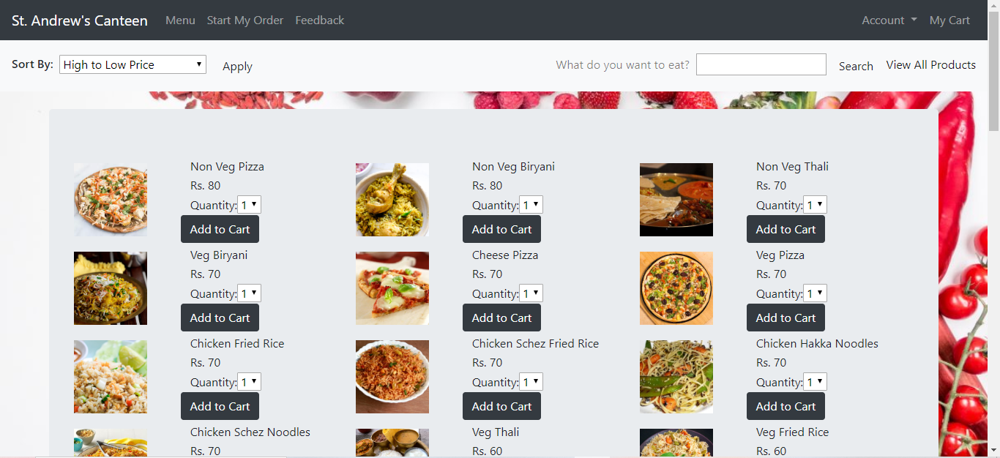 St. Andrew's Canteen Menu Start My Order Feedback Account My Cart
Sort By: High to Low Price Apply What do you want to eat? Search View All Products
Non Veg Pizza
Rs. 80
Quantity: 1
Add to Cart
Non Veg Biryani
Rs. 80
Quantity: 1
Add to Cart
Non Veg Thali
Rs. 70
Quantity: 1
Add to Cart
Veg Biryani
Rs. 70
Quantity: 1
Add to Cart
Cheese Pizza
Rs. 70
Quantity: 1
Add to Cart
Veg Pizza
Rs. 70
Quantity: 1
Add to Cart
Chicken Fried Rice
Rs. 70
Quantity: 1
Add to Cart
Chicken Schez Fried Rice
Rs. 70
Quantity: 1
Add to Cart
Chicken Hakka Noodles
Rs. 70
Quantity: 1
Add to Cart
Chicken Schez Noodles
Rs. 70
Veg Thali
Rs. 60
Veg Fried Rice
Rs. 60